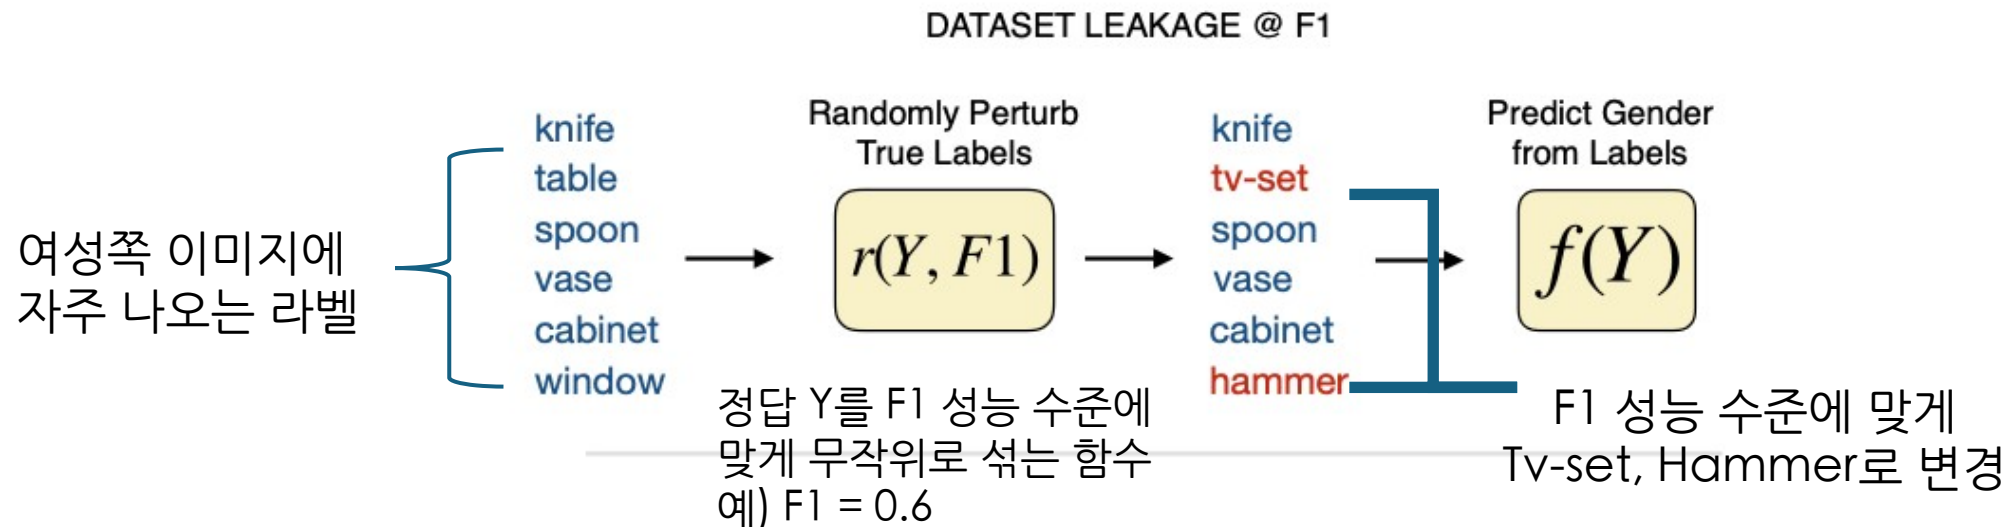 DATASET LEAKAGE @ F1
여성쪽 이미지에
자주 나오는 라벨
knife
table
spoon
vase
cabinet
window
Randomly Perturb
True Labels
r(Y, F1)
정답 Y를 F1 성능 수준에
맞게 무작위로 섞는 함수
예) F1 = 0.6
knife
tv-set
spoon
vase
cabinet
hammer
Predict Gender
from Labels
f(Y)
F1 성능 수준에 맞게
Tv-set, Hammer로 변경